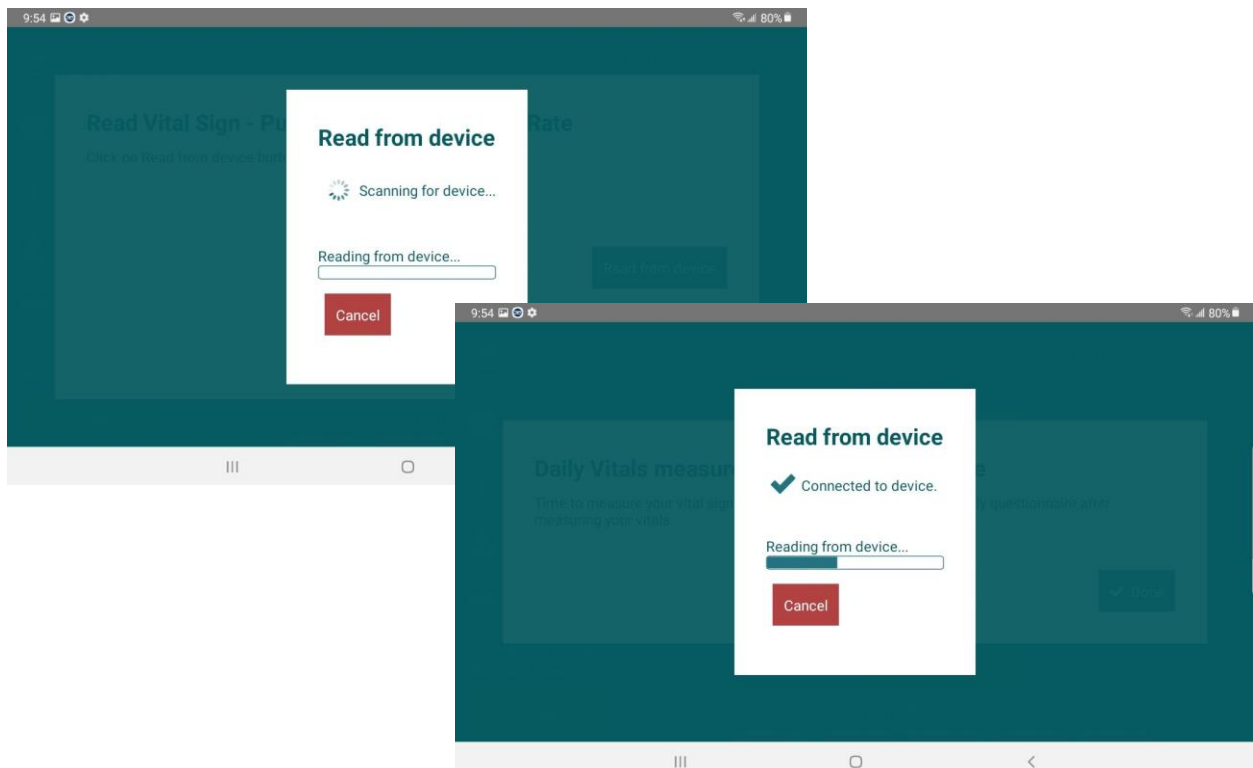 9:54
80%
Read Vital Sign - Pu
Rate
Click on Read from device butt
Read from device
Scanning for device...
Reading from device...
Cancel
Read from device
9:54
80%
Daily Vitals measur
e
Time to measure your vital sign
y questionnaire after
measuring your vitals
Read from device
Connected to device.
Reading from device...
Cancel
Done